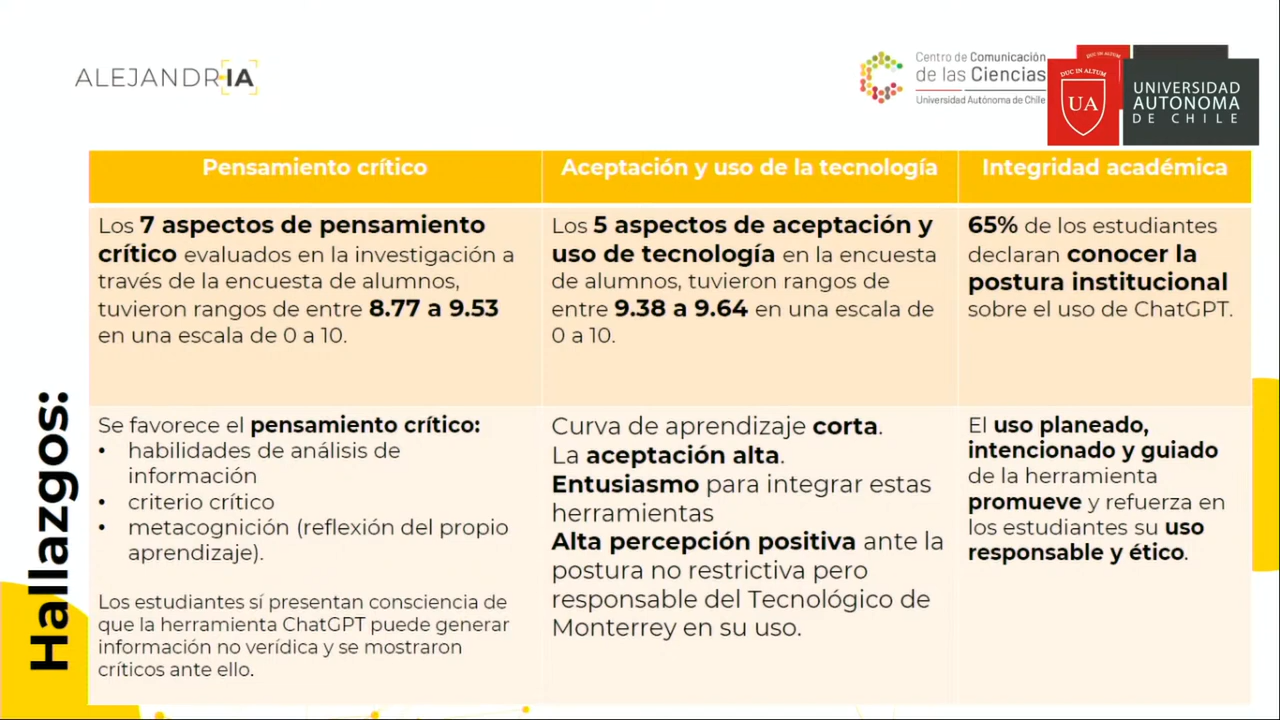 ALEJANDRIA
Centro de Comunicación
de las Ciencias
Universidad Autónoma de Chile
DUC IN ALTUM
DUC IN ALTUM
UA
UNIVERSIDAD
AUTONOMA
DE CHILE
Hallazgos:
Pensamiento crítico
Aceptación y uso de la tecnología
Integridad académica
Los 7 aspectos de pensamiento
crítico evaluados en la investigación a
través de la encuesta de alumnos,
tuvieron rangos de entre 8.77 a 9.53
en una escala de 0 a 10.
Los 5 aspectos de aceptación y
uso de tecnología en la encuesta
de alumnos, tuvieron rangos de
entre 9.38 a 9.64 en una escala de
0 a 10.
65% de los estudiantes
declaran conocer la
postura institucional
sobre el uso de ChatGPT.
Se favorece el pensamiento crítico:
• habilidades de análisis de
información
• criterio crítico
• metacognición (reflexión del propio
aprendizaje).
Los estudiantes sí presentan consciencia de
que la herramienta ChatGPT puede generar
información no verídica y se mostraron
críticos ante ello.
Curva de aprendizaje corta.
La aceptación alta.
Entusiasmo para integrar estas
herramientas
Alta percepción positiva ante la
postura no restrictiva pero
responsable del Tecnológico de
Monterrey en su uso.
El uso planeado,
intencionado y guiado
de la herramienta
promueve y refuerza en
los estudiantes su uso
responsable y ético.